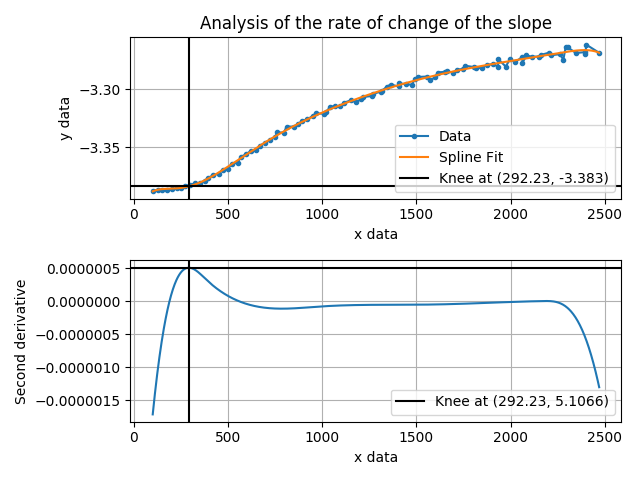 Analysis of the rate of change of the slope
y data
−3.30
−3.35
Data
Spline Fit
Knee at (292.23, -3.383)
0 500 1000 1500 2000 2500
x data
Second derivative
0.0000005
0.0000000
−0.0000005
−0.0000010
−0.0000015
Knee at (292.23, 5.1066)
0 500 1000 1500 2000 2500
x data